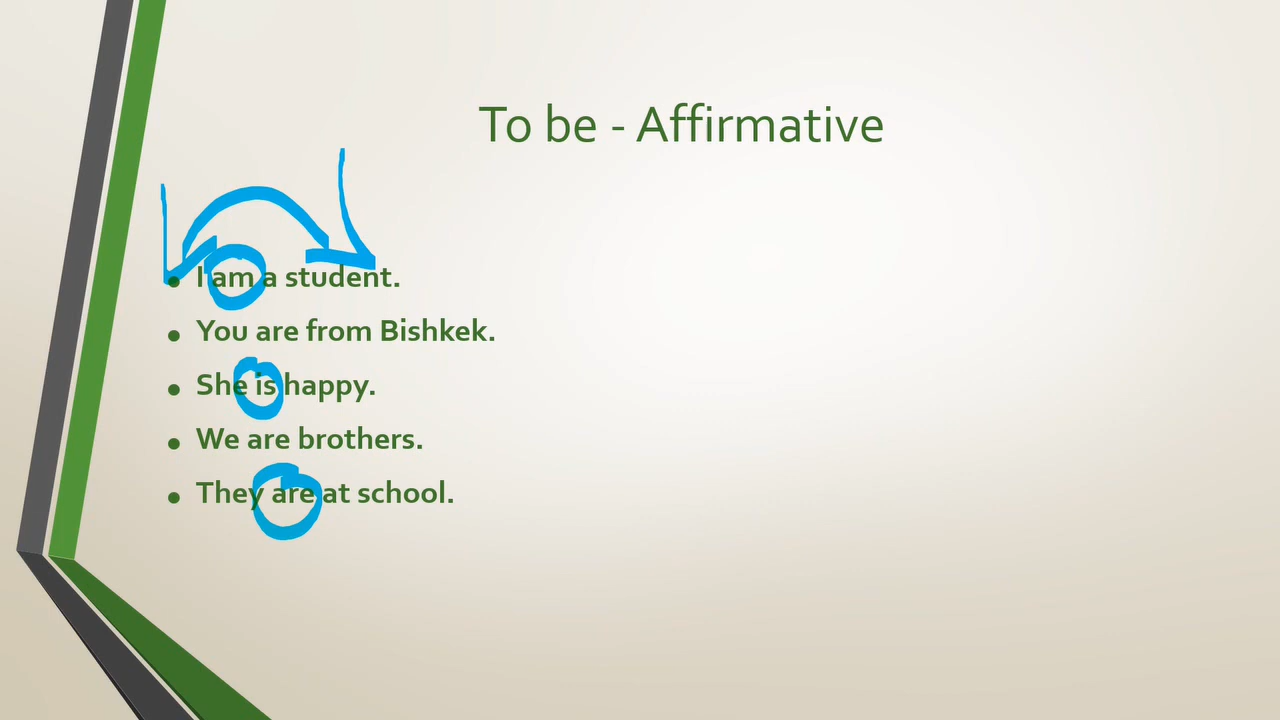 To be - Affirmative
• I am a student.
• You are from Bishkek.
• She is happy.
• We are brothers.
• They are at school.